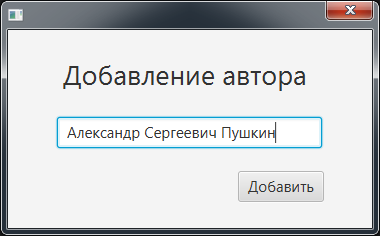 Добавление автора
Александр Сергеевич Пушкин
Добавить